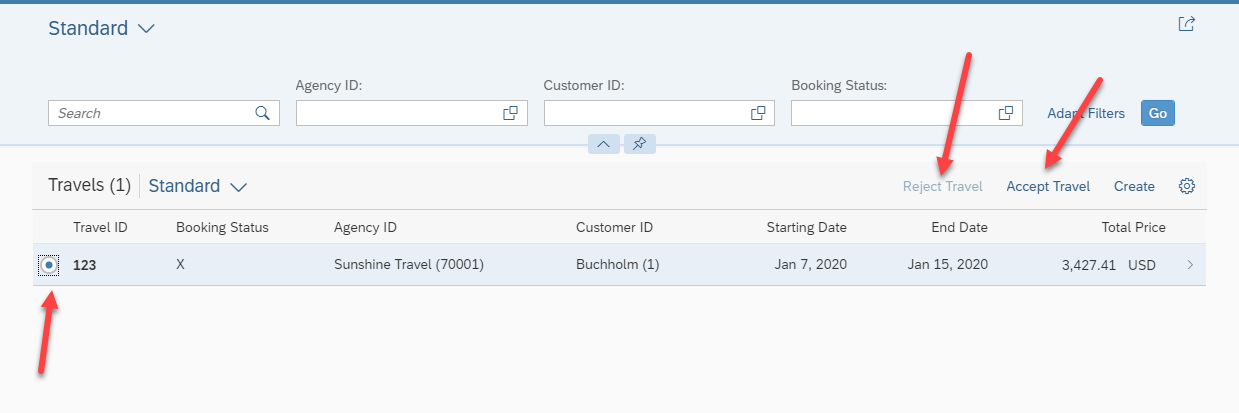 Standard
Agency ID: Customer ID: Booking Status:
Search Adapt Filters Go
Travels (1) Standard Reject Travel Accept Travel Create
Travel ID Booking Status Agency ID Customer ID Starting Date End Date Total Price
123 X Sunshine Travel (70001) Buchholm (1) Jan 7, 2020 Jan 15, 2020 3,427.41 USD